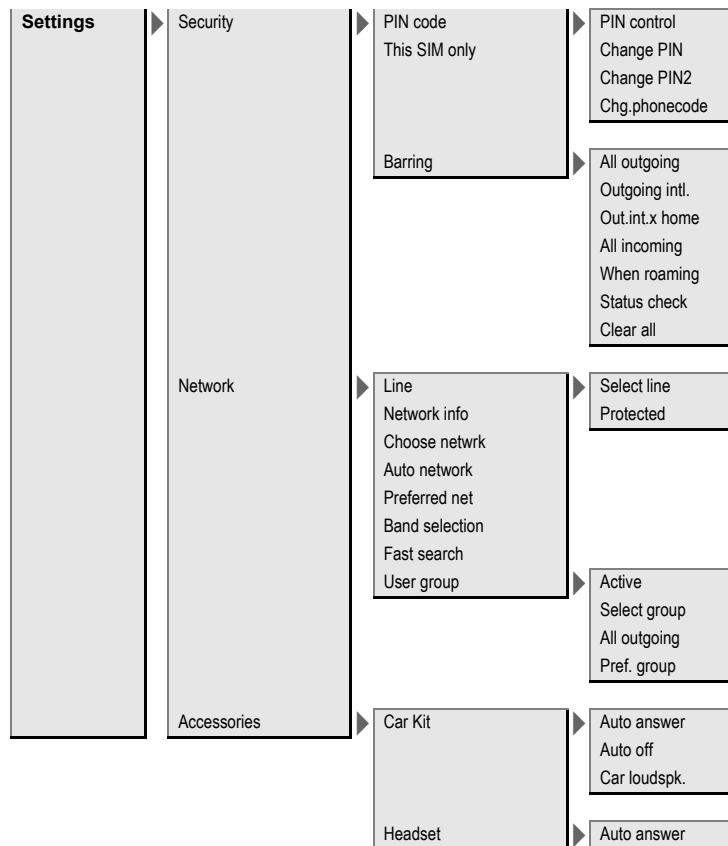 Settings
Security
PIN code
PIN control
This SIM only
Change PIN
Change PIN2
Chg.phonecode
Barring
All outgoing
Outgoing intl.
Out.int.x home
All incoming
When roaming
Status check
Clear all
Network
Line
Select line
Network info
Protected
Choose netwrk
Auto network
Preferred net
Band selection
Fast search
User group
Active
Select group
All outgoing
Pref. group
Accessories
Car Kit
Auto answer
Auto off
Car loudspk.
Headset
Auto answer